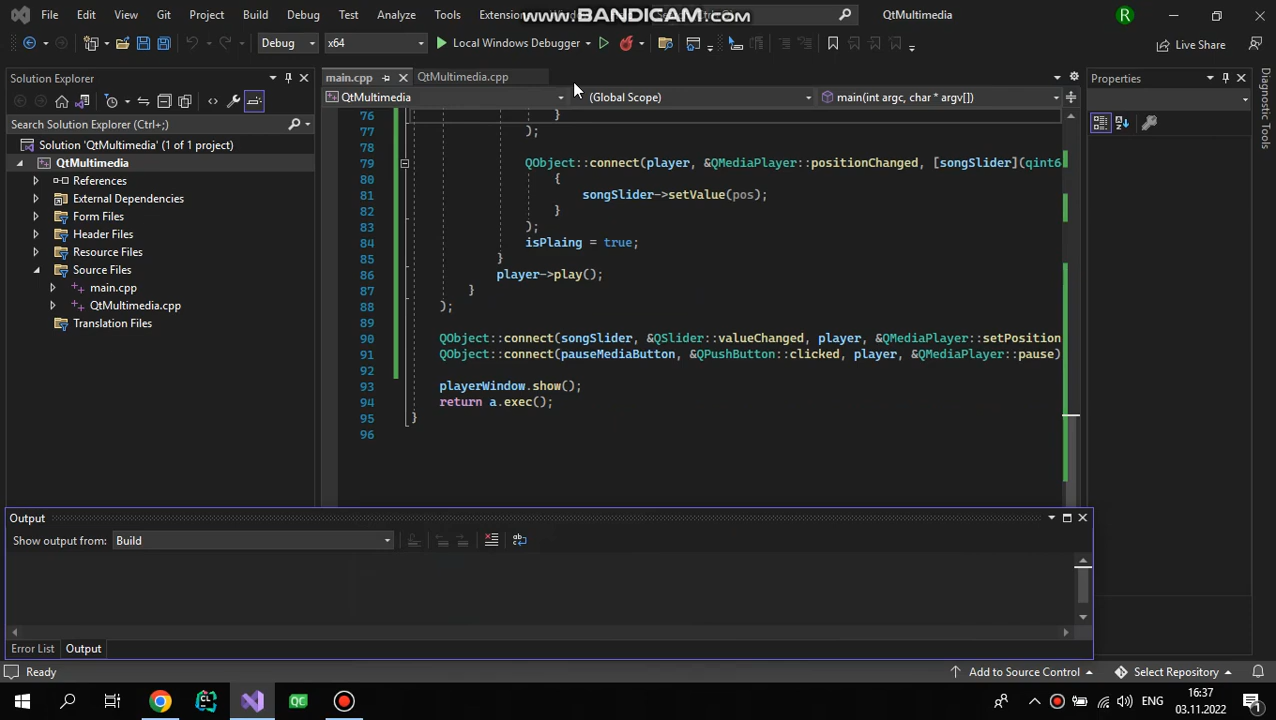 www.BANDICAM.com
File Edit View Git Project Build Debug Test Analyze Tools Extensions QtMultimedia R
Debug x64 Local Windows Debugger Live Share
Solution Explorer
Search Solution Explorer (Ctrl+;)
Solution 'QtMultimedia' (1 of 1 project)
QtMultimedia
References
External Dependencies
Form Files
Header Files
Resource Files
Source Files
main.cpp
QtMultimedia.cpp
Translation Files
main.cpp QtMultimedia.cpp
QtMultimedia (Global Scope) main(int argc, char * argv[])
76 }
77 );
78
79 QObject::connect(player, &QMediaPlayer::positionChanged, [songSlider](qint6
80 {
81 songSlider->setValue(pos);
82 }
83 );
84 isPlaing = true;
85 }
86 player->play();
87 }
88 );
89
90 QObject::connect(songSlider, &QSlider::valueChanged, player, &QMediaPlayer::setPosition
91 QObject::connect(pauseMediaButton, &QPushButton::clicked, player, &QMediaPlayer::pause)
92
93 playerWindow.show();
94 return a.exec();
95 }
96
Properties
Diagnostic Tools
Output
Show output from: Build
Error List Output
Ready Add to Source Control Select Repository
QC ENG 16:37
03.11.2022 1